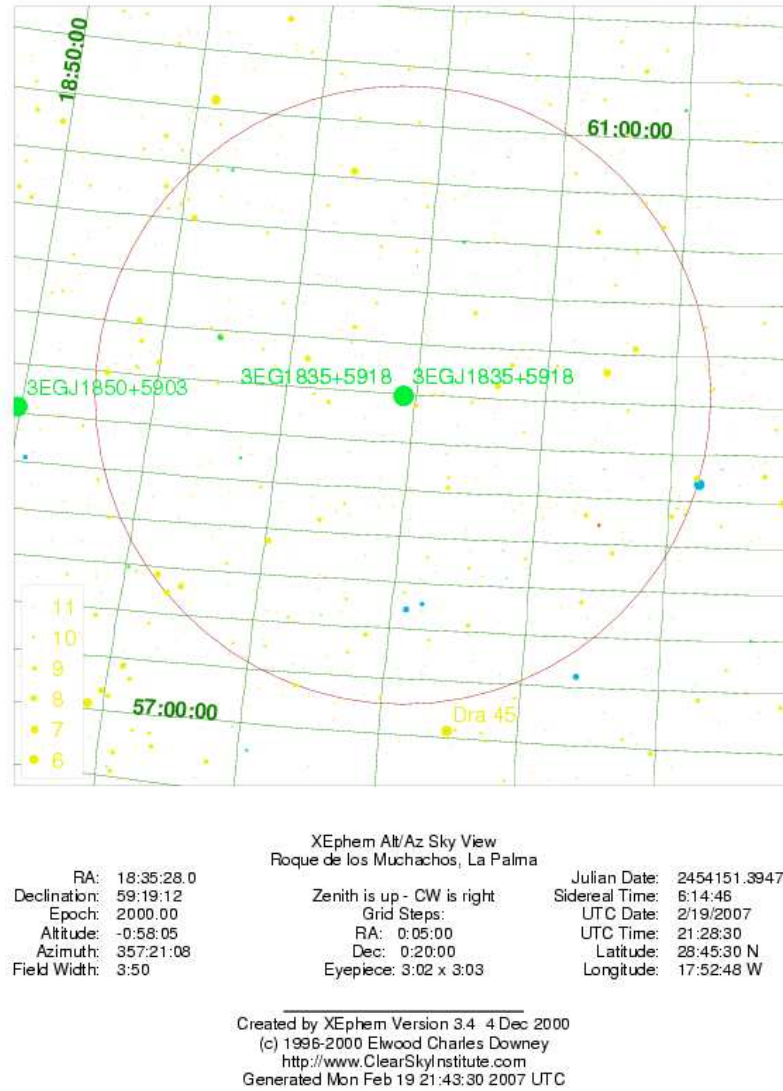 18:50:00
61:00:00
3EGJ1850+5903
3EG1835+5918
3EGJ1835+5918
11
10
9
8
7
6
57:00:00
Dra 45
XEphem Alt/Az Sky View
Roque de los Muchachos, La Palma
RA: 18:35:28.0
Declination: 59:19:12
Epoch: 2000.00
Altitude: -0:58:05
Azimuth: 357:21:08
Field Width: 3:50
Zenith is up - CW is right
Grid Steps:
RA: 0:05:00
Dec: 0:20:00
Eyepiece: 3:02 x 3:03
Julian Date: 2454151.3947
Sidereal Time: 6:14:46
UTC Date: 2/19/2007
UTC Time: 21:28:30
Latitude: 28:45:30 N
Longitude: 17:52:48 W
Created by XEphem Version 3.4 4 Dec 2000
(c) 1996-2000 Elwood Charles Downey
http://www.ClearSkyInstitute.com
Generated Mon Feb 19 21:43:30 2007 UTC